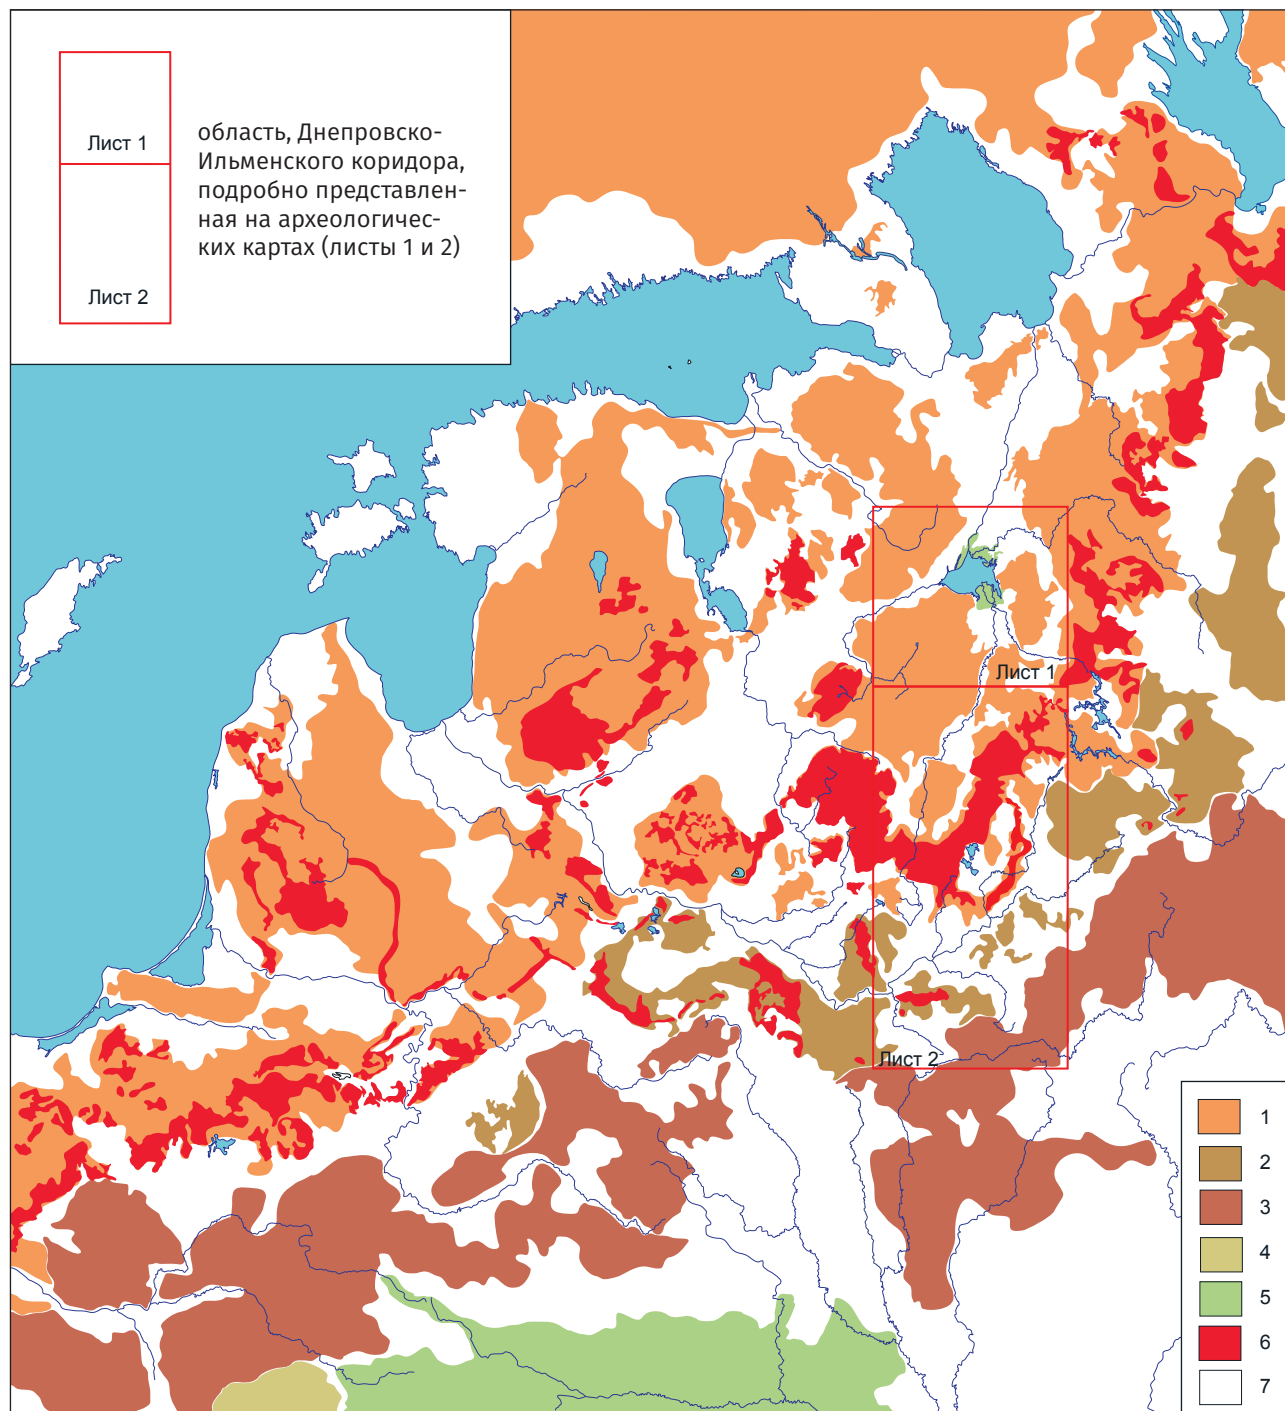 Лист 1
Лист 2
область, Днепровско-
Ильменского коридора,
подробно представлен-
ная на археологичес-
ких картах (листы 1 и 2)
Лист 1
Лист 2
1
2
3
4
5
6
7